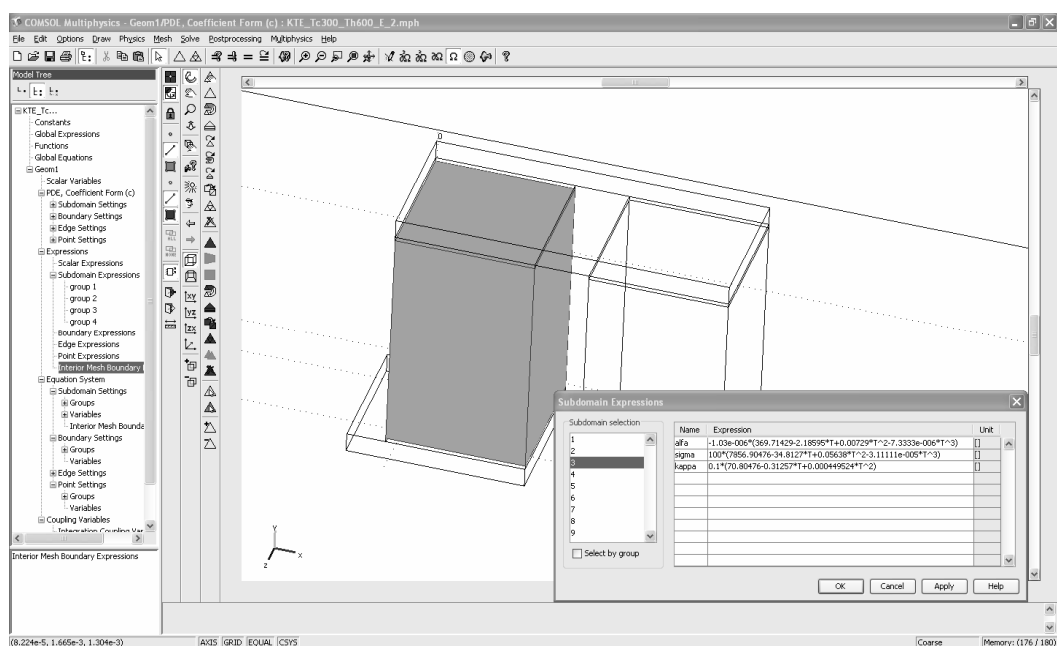 COMSOL Multiphysics - Geom1/PDE, Coefficient Form (c) : KTE_Tc300_Th600_E_2.mph
File Edit Options Draw Physics Mesh Solve Postprocessing Multiphysics Help
Model Tree
KTE_Tc...
Constants
Global Expressions
Functions
Global Equations
Geom1
Scalar Variables
PDE, Coefficient Form (c)
Subdomain Settings
Boundary Settings
Edge Settings
Point Settings
Expressions
Scalar Expressions
Subdomain Expressions
group 1
group 2
group 3
group 4
Boundary Expressions
Edge Expressions
Point Expressions
Interior Mesh Boundary
Equation System
Subdomain Settings
Groups
Variables
Interior Mesh Bounda
Boundary Settings
Groups
Variables
Edge Settings
Point Settings
Groups
Variables
Coupling Variables
Integration Coupling Var
Interior Mesh Boundary Expressions
0
y
x
z
Subdomain Expressions
Subdomain selection
1
2
3
4
5
6
7
8
9
Select by group
Name Expression Unit
alfa -1.03e-006*(369.71429-2.18595*T+0.00729*T^2-7.3333e-006*T^3) []
sigma 100*(7856.90476-34.8127*T+0.05638*T^2-3.11111e-005*T^3) []
kappa 0.1*(70.80476-0.31257*T+0.000449524*T^2) []
OK Cancel Apply Help
(8.224e-5, 1.665e-3, 1.304e-3) AXIS GRID EQUAL CSYS Coarse Memory: (176 / 180)